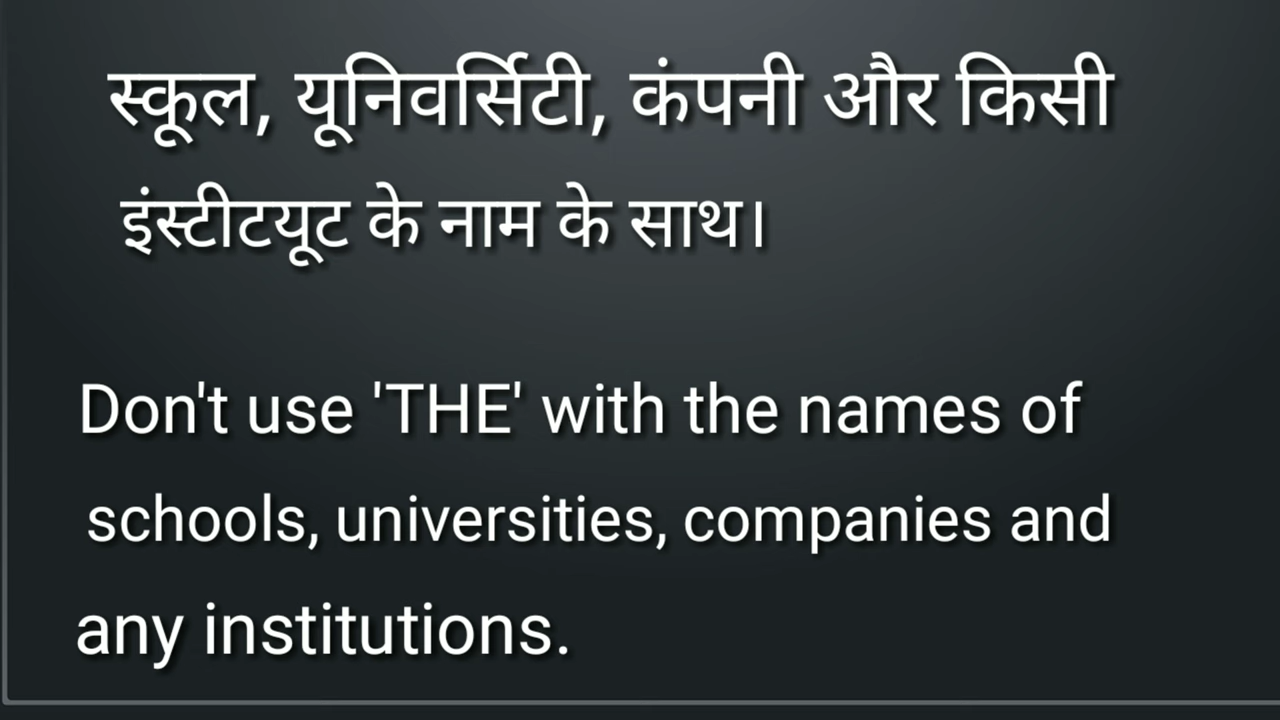 स्कूल, यूनिवर्सिटी, कंपनी और किसी
इंस्टीटयूट के नाम के साथ।
Don't use 'THE' with the names of
schools, universities, companies and
any institutions.